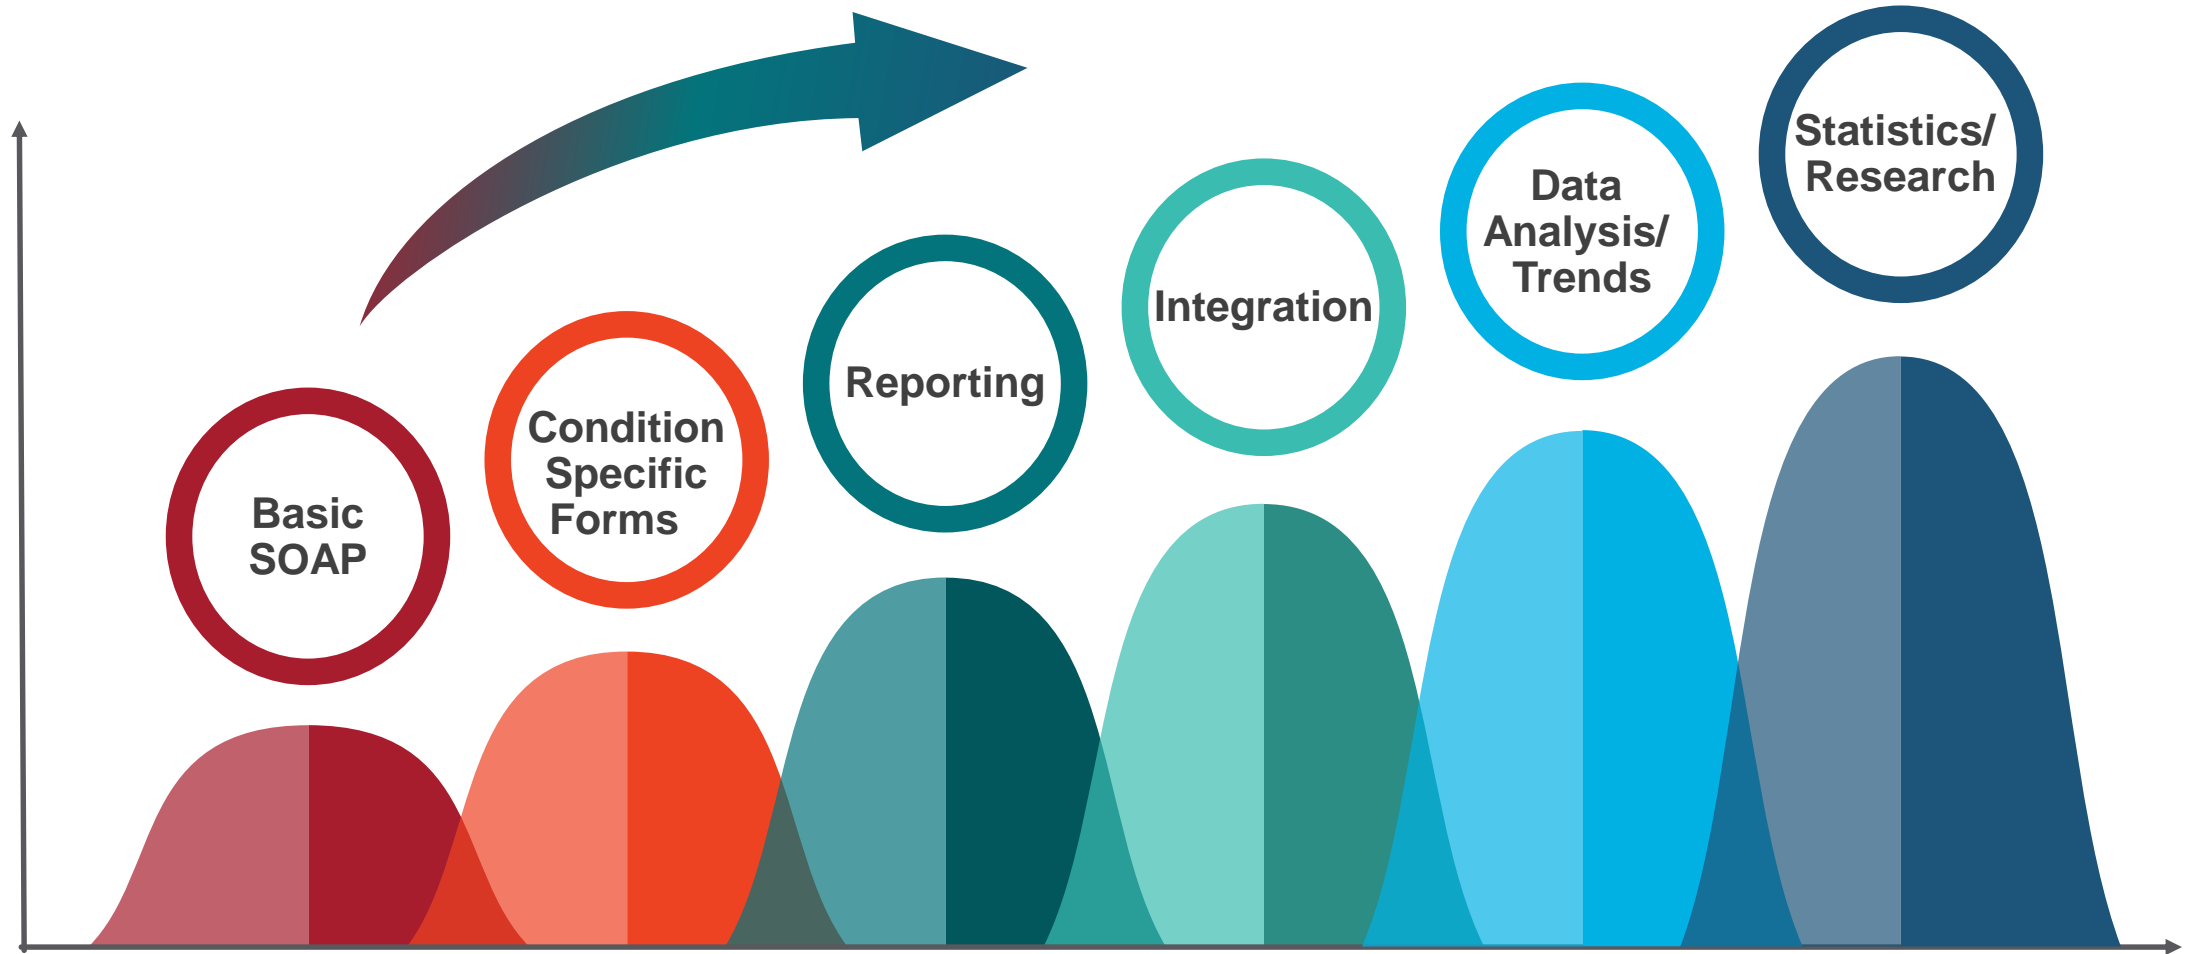 Basic
SOAP
Condition
Specific
Forms
Reporting
Integration
Data
Analysis/
Trends
Statistics/
Research